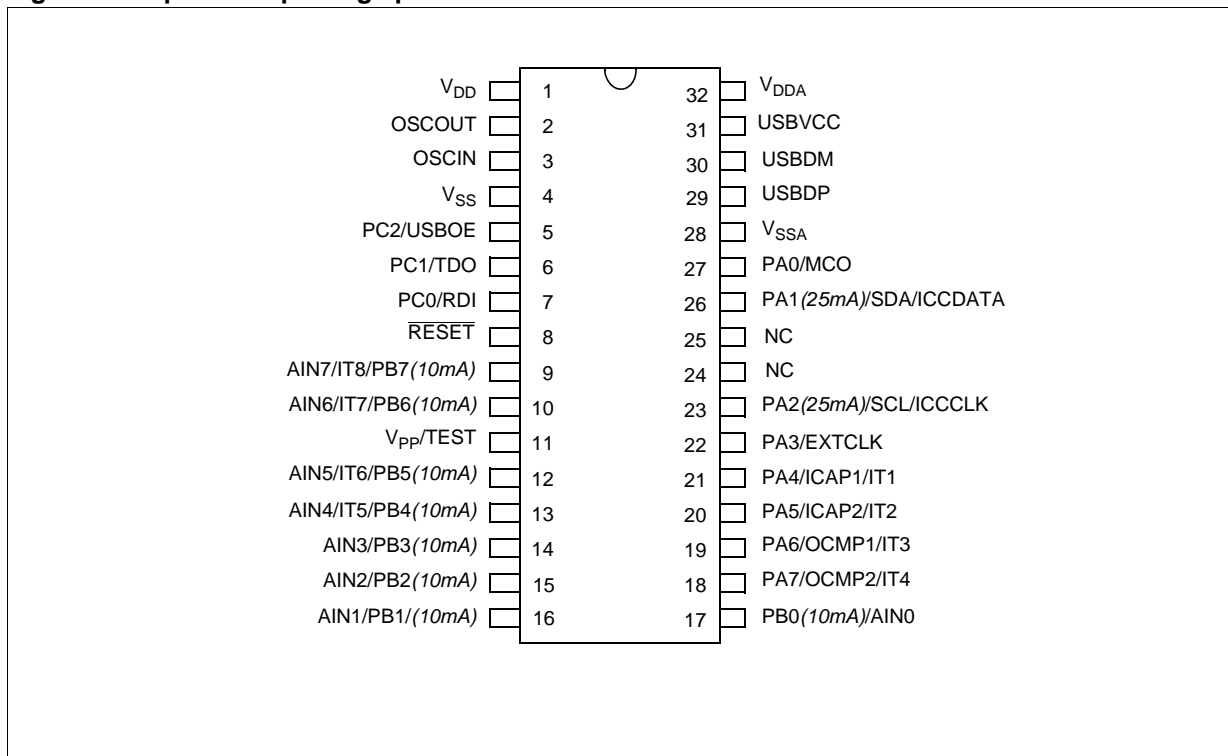 V_DD 1 32 V_DDA
OSCOUT 2 31 USBVCC
OSCIN 3 30 USBDM
V_SS 4 29 USBDP
PC2/USBOE 5 28 V_SSA
PC1/TDO 6 27 PA0/MCO
PC0/RDI 7 26 PA1(25mA)/SDA/ICCDATA
RESET 8 25 NC
AIN7/IT8/PB7(10mA) 9 24 NC
AIN6/IT7/PB6(10mA) 10 23 PA2(25mA)/SCL/ICCCLK
V_PP/TEST 11 22 PA3/EXTCLK
AIN5/IT6/PB5(10mA) 12 21 PA4/ICAP1/IT1
AIN4/IT5/PB4(10mA) 13 20 PA5/ICAP2/IT2
AIN3/PB3(10mA) 14 19 PA6/OCMP1/IT3
AIN2/PB2(10mA) 15 18 PA7/OCMP2/IT4
AIN1/PB1/(10mA) 16 17 PB0(10mA)/AIN0